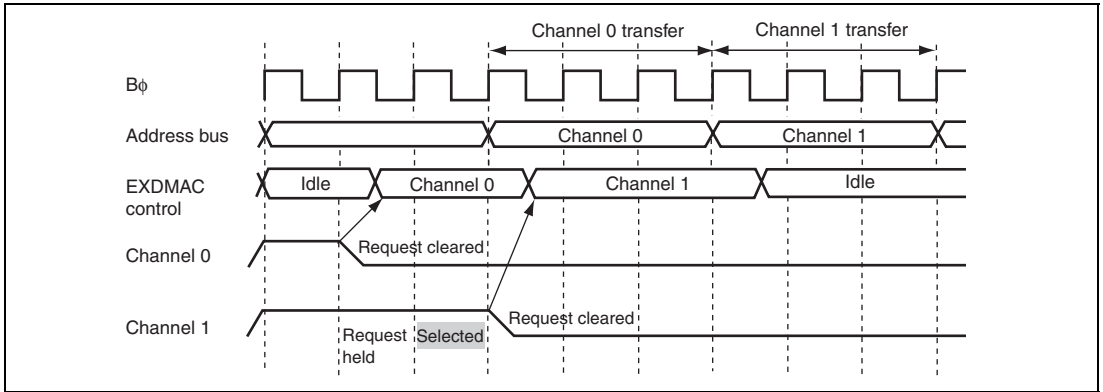 Channel 0 transfer Channel 1 transfer
Bφ
Address bus Channel 0 Channel 1
EXDMAC control Idle Channel 0 Channel 1 Idle
Channel 0 Request cleared
Channel 1 Request cleared
Request held Selected